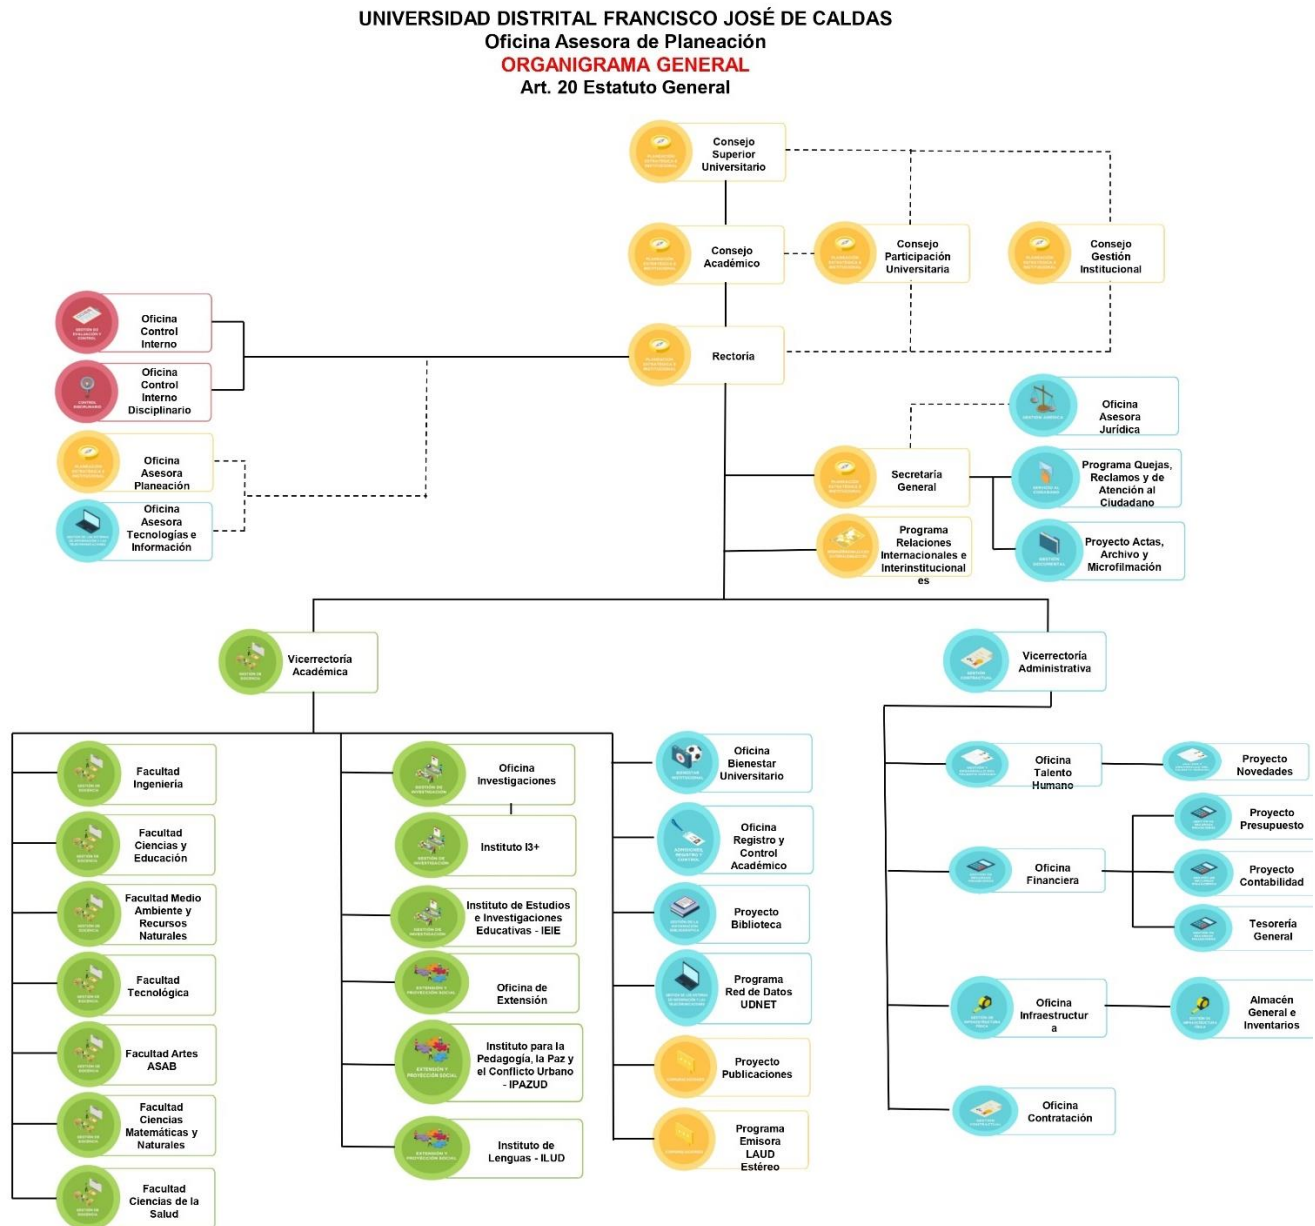 UNIVERSIDAD DISTRITAL FRANCISCO JOSÉ DE CALDAS
Oficina Asesora de Planeación
ORGANIGRAMA GENERAL
Art. 20 Estatuto General
Consejo
Superior
Universitario
Consejo
Académico
Consejo
Participación
Universitaria
Consejo
Gestión
Institucional
Oficina
Control
Interno
Rectoría
Oficina
Control
Interno
Disciplinario
Oficina
Asesora
Planeación
Oficina
Asesora
Tecnologías e
Información
Oficina
Asesora
Jurídica
Secretaría
General
Programa Quejas,
Reclamos y de
Atención al
Ciudadano
Programa
Relaciones
Internacionales e
Interinstitucional
es
Proyecto Actas,
Archivo y
Microfilmación
Vicerrectoría
Académica
Vicerrectoría
Administrativa
Facultad
Ingeniería
Facultad
Ciencias y
Educación
Facultad Medio
Ambiente y
Recursos
Naturales
Facultad
Tecnológica
Facultad Artes
ASAB
Facultad
Ciencias
Matemáticas y
Naturales
Facultad
Ciencias de la
Salud
Oficina
Investigaciones
Instituto I3+
Instituto de Estudios
e Investigaciones
Educativas - IEIE
Oficina de
Extensión
Instituto para la
Pedagogía, la Paz y
el Conflicto Urbano
- IPAZUD
Instituto de
Lenguas - ILUD
Oficina
Bienestar
Universitario
Oficina
Registro y
Control
Académico
Proyecto
Biblioteca
Programa
Red de Datos
UDNET
Proyecto
Publicaciones
Programa
Emisora
LAUD
Estéreo
Oficina
Talento
Humano
Proyecto
Novedades
Oficina
Financiera
Proyecto
Presupuesto
Proyecto
Contabilidad
Tesorería
General
Oficina
Infraestructur
a
Almacén
General e
Inventarios
Oficina
Contratación